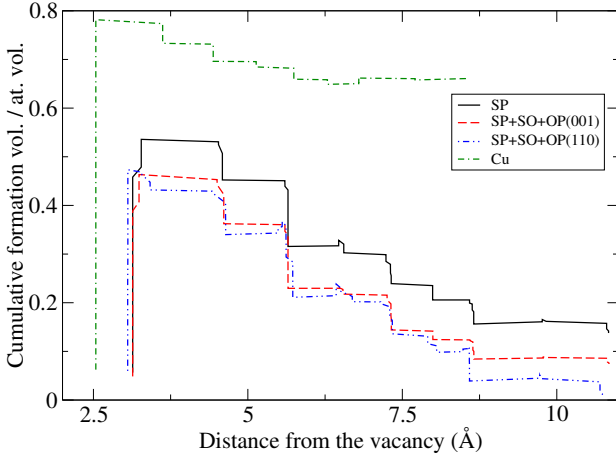 Cumulative formation vol. / at. vol.
0.8
0.6
0.4
0.2
0
SP
SP+SO+OP(001)
SP+SO+OP(110)
Cu
2.5 5 7.5 10
Distance from the vacancy (Å)